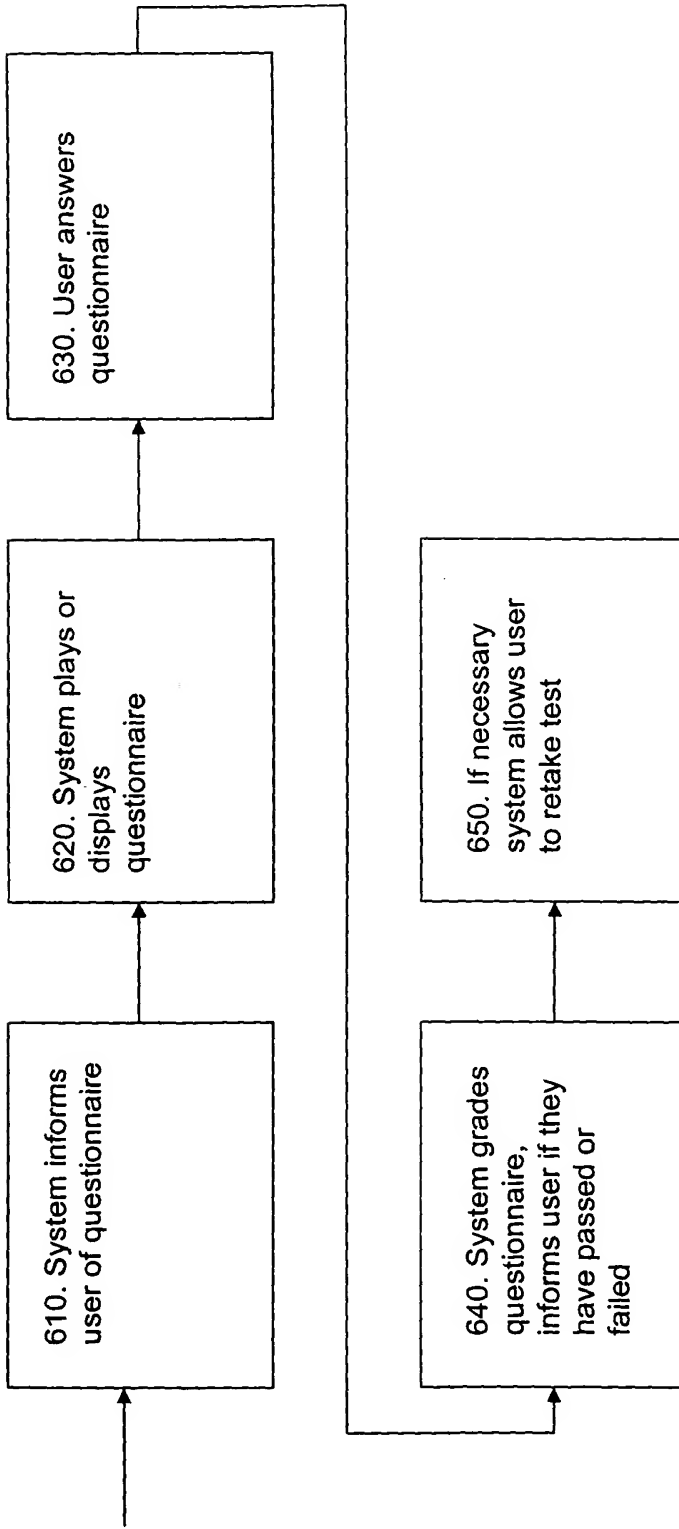 610. System informs
user of questionnaire
620. System plays or
displays
questionnaire
630. User answers
questionnaire
640. System grades
questionnaire,
informs user if they
have passed or
failed
650. If necessary
system allows user
to retake test